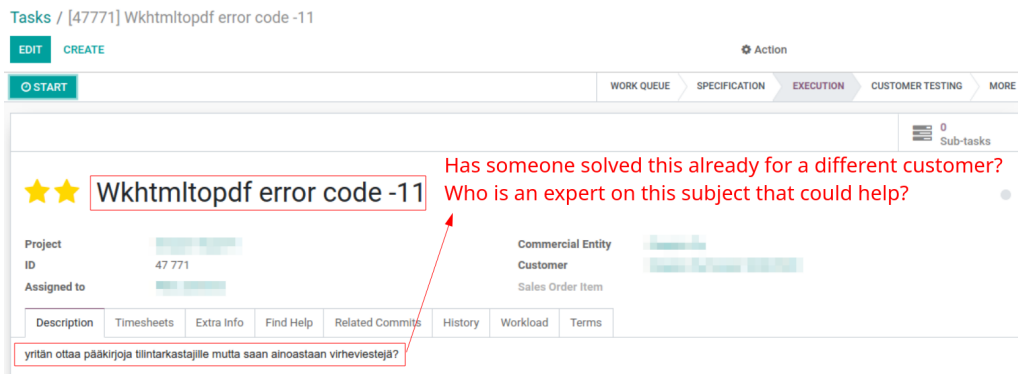 Tasks / [47771] Wkhtmltopdf error code -11
EDIT CREATE Action
START WORK QUEUE SPECIFICATION EXECUTION CUSTOMER TESTING MORE
0
Sub-tasks
Has someone solved this already for a different customer?
Wkhtmltopdf error code -11 Who is an expert on this subject that could help?
Project Commercial Entity
ID 47 771 Customer
Assigned to Sales Order Item
Description Timesheets Extra Info Find Help Related Commits History Workload Terms
yritän ottaa pääkirjoja tilintarkastajille mutta saan ainoastaan virheviestejä?